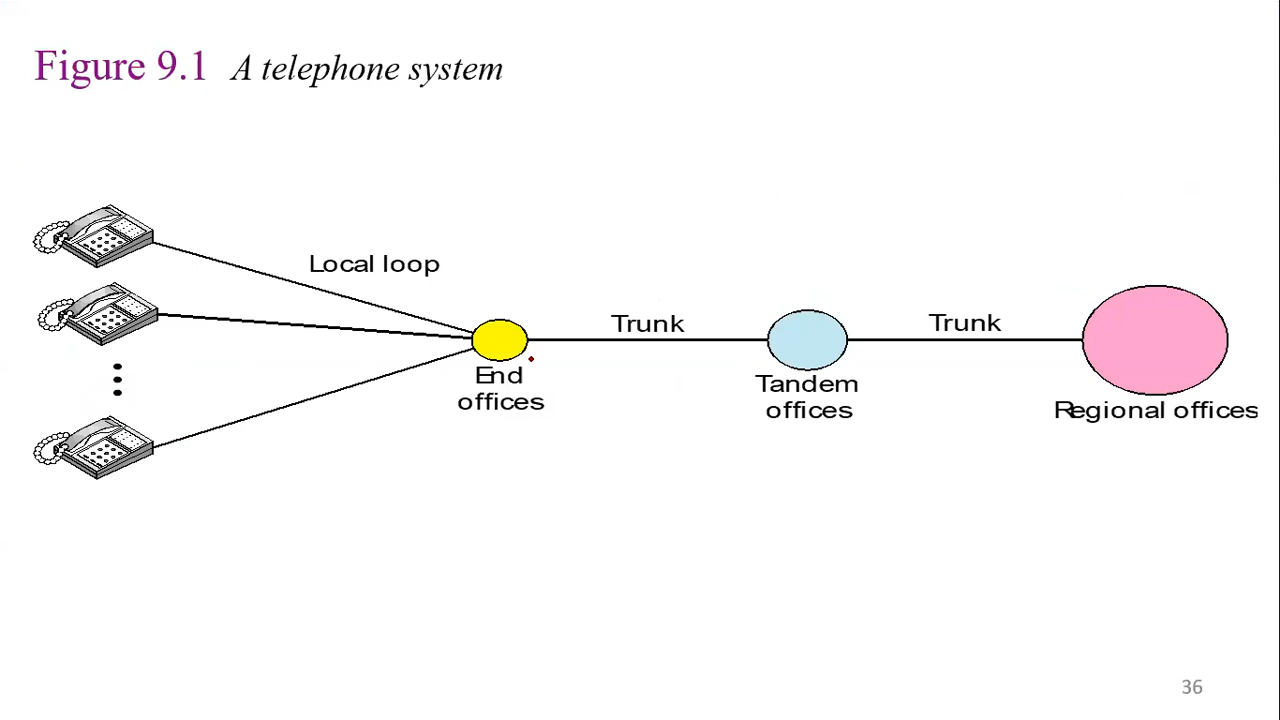 Figure 9.1 A telephone system
Local loop
Trunk
Trunk
End
offices
Tandem
offices
Regional offices
36